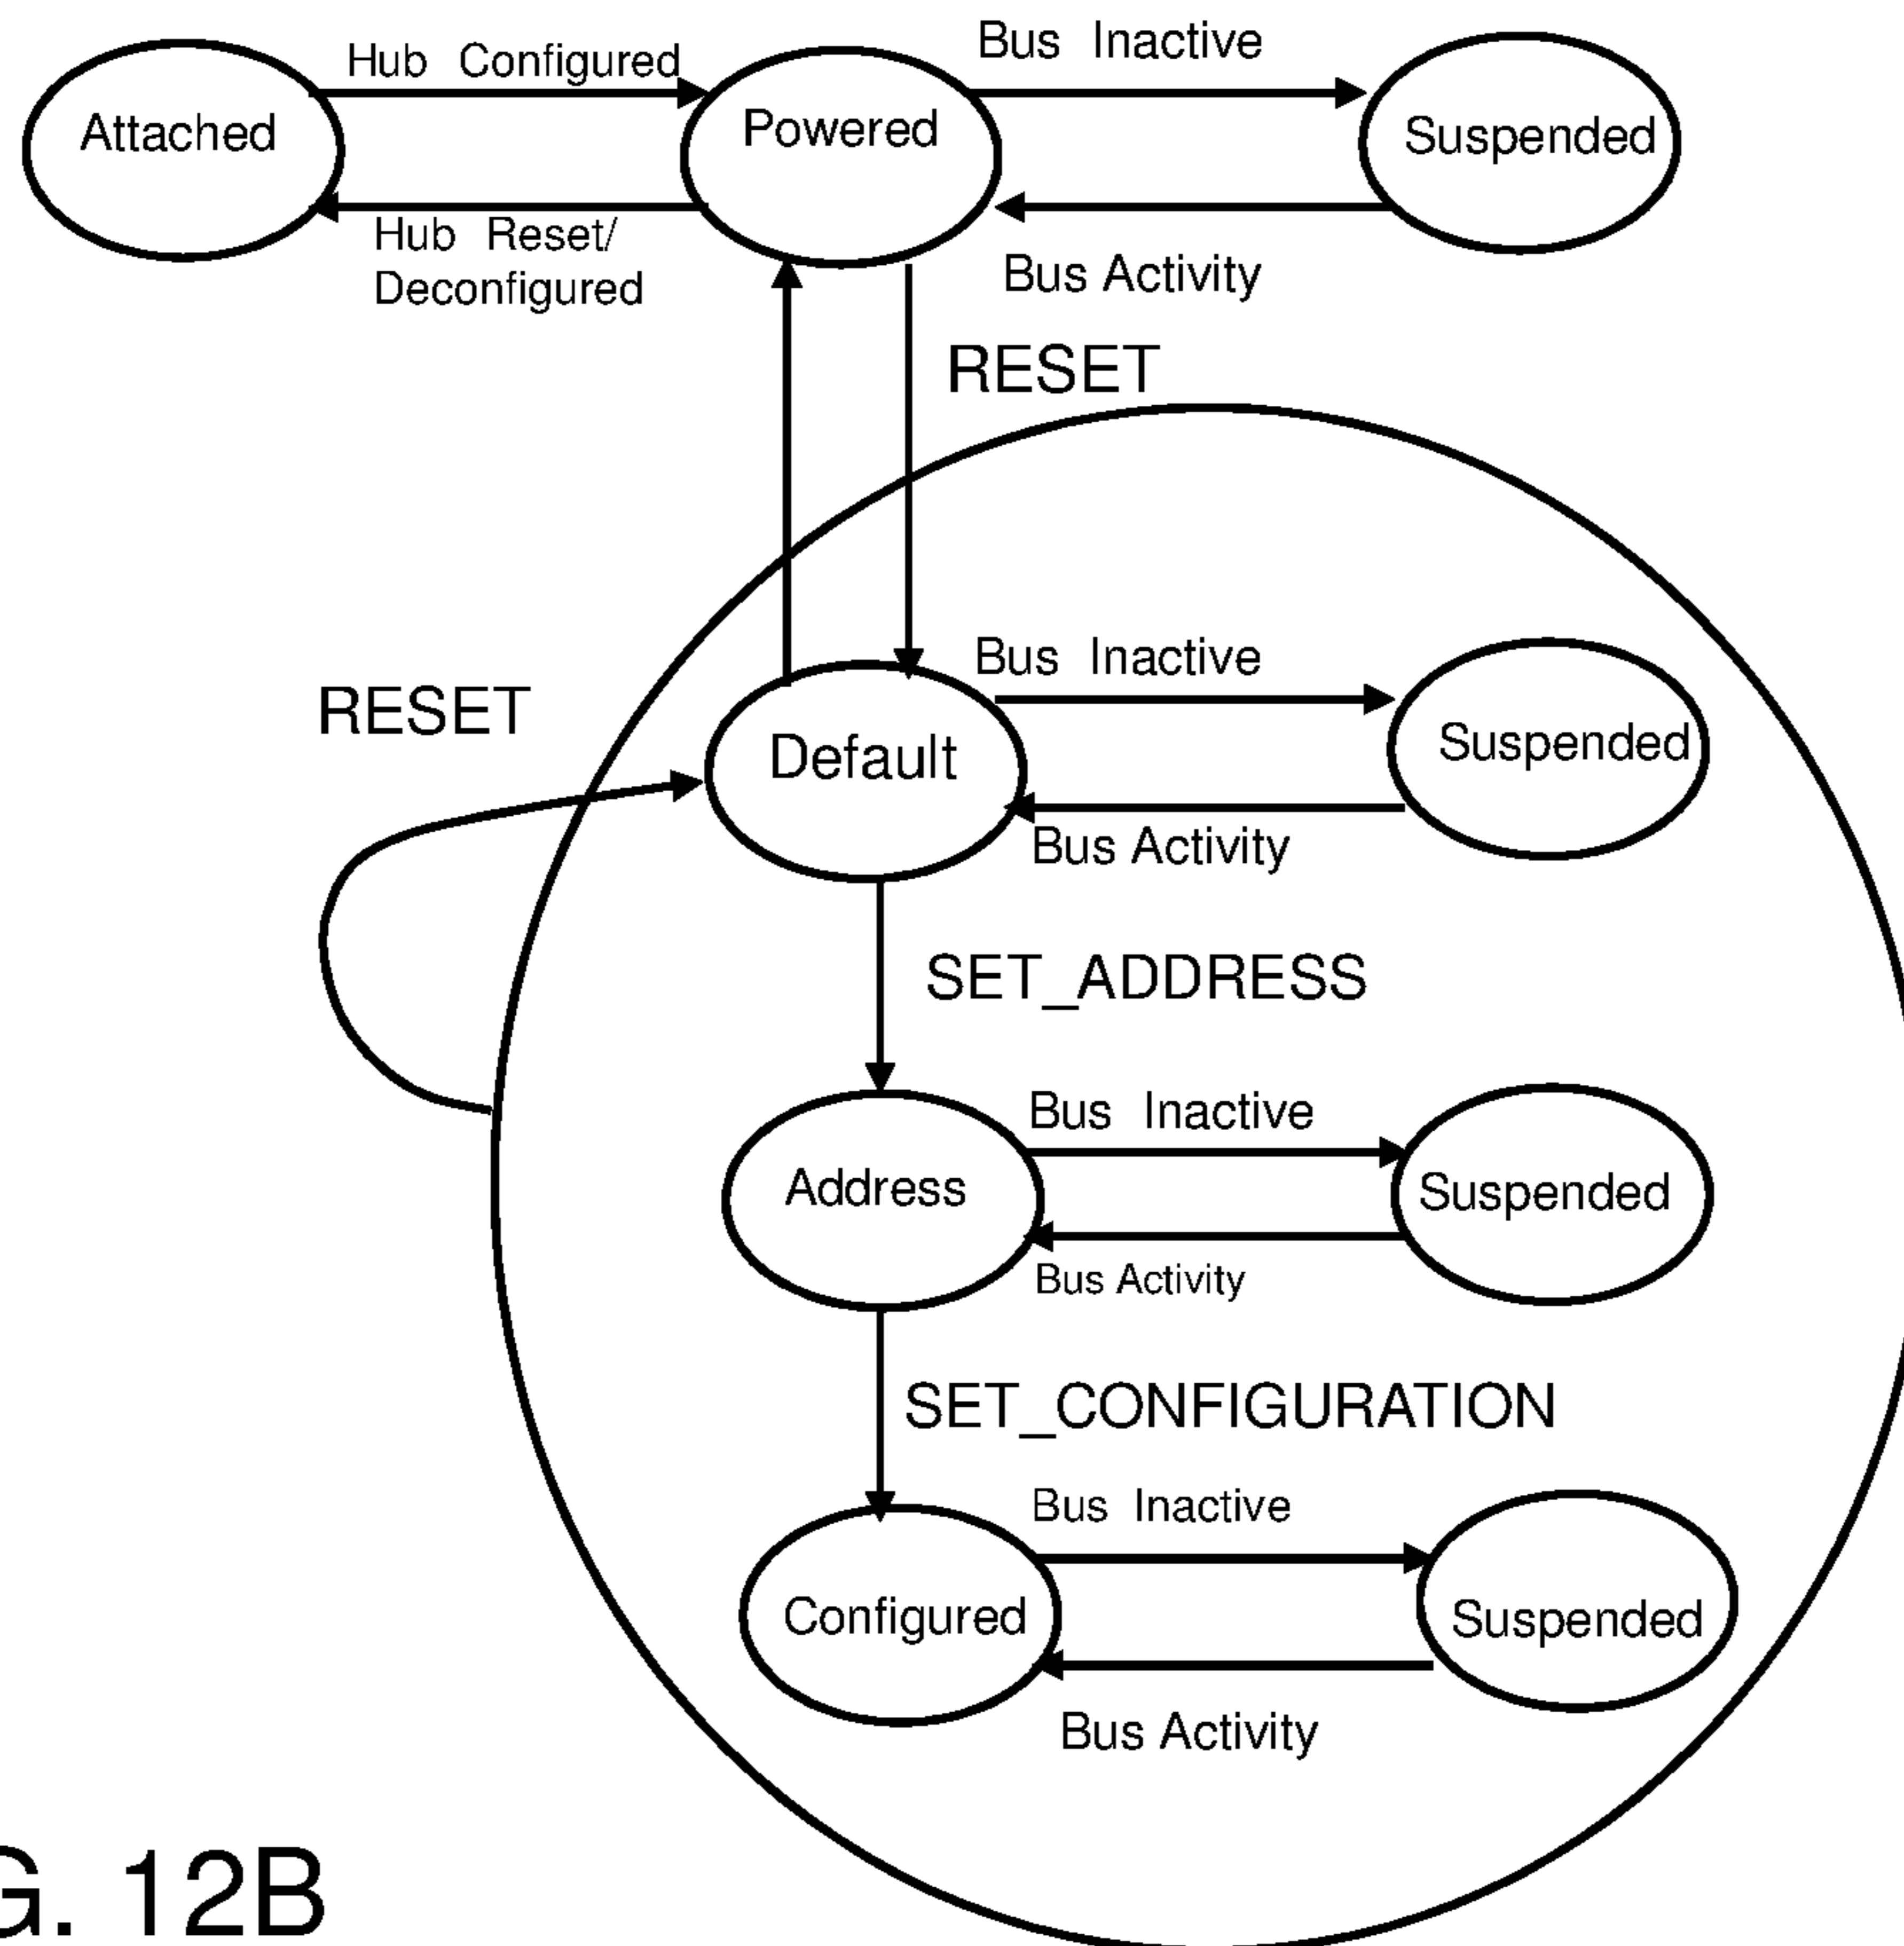 Hub Configured
Bus Inactive
Attached
Powered
Suspended
Hub Reset/
Deconfigured
Bus Activity
RESET
Bus Inactive
RESET
Default
Suspended
Bus Activity
SET_ADDRESS
Bus Inactive
Address
Suspended
Bus Activity
SET_CONFIGURATION
Bus Inactive
Configured
Suspended
Bus Activity
G. 12B